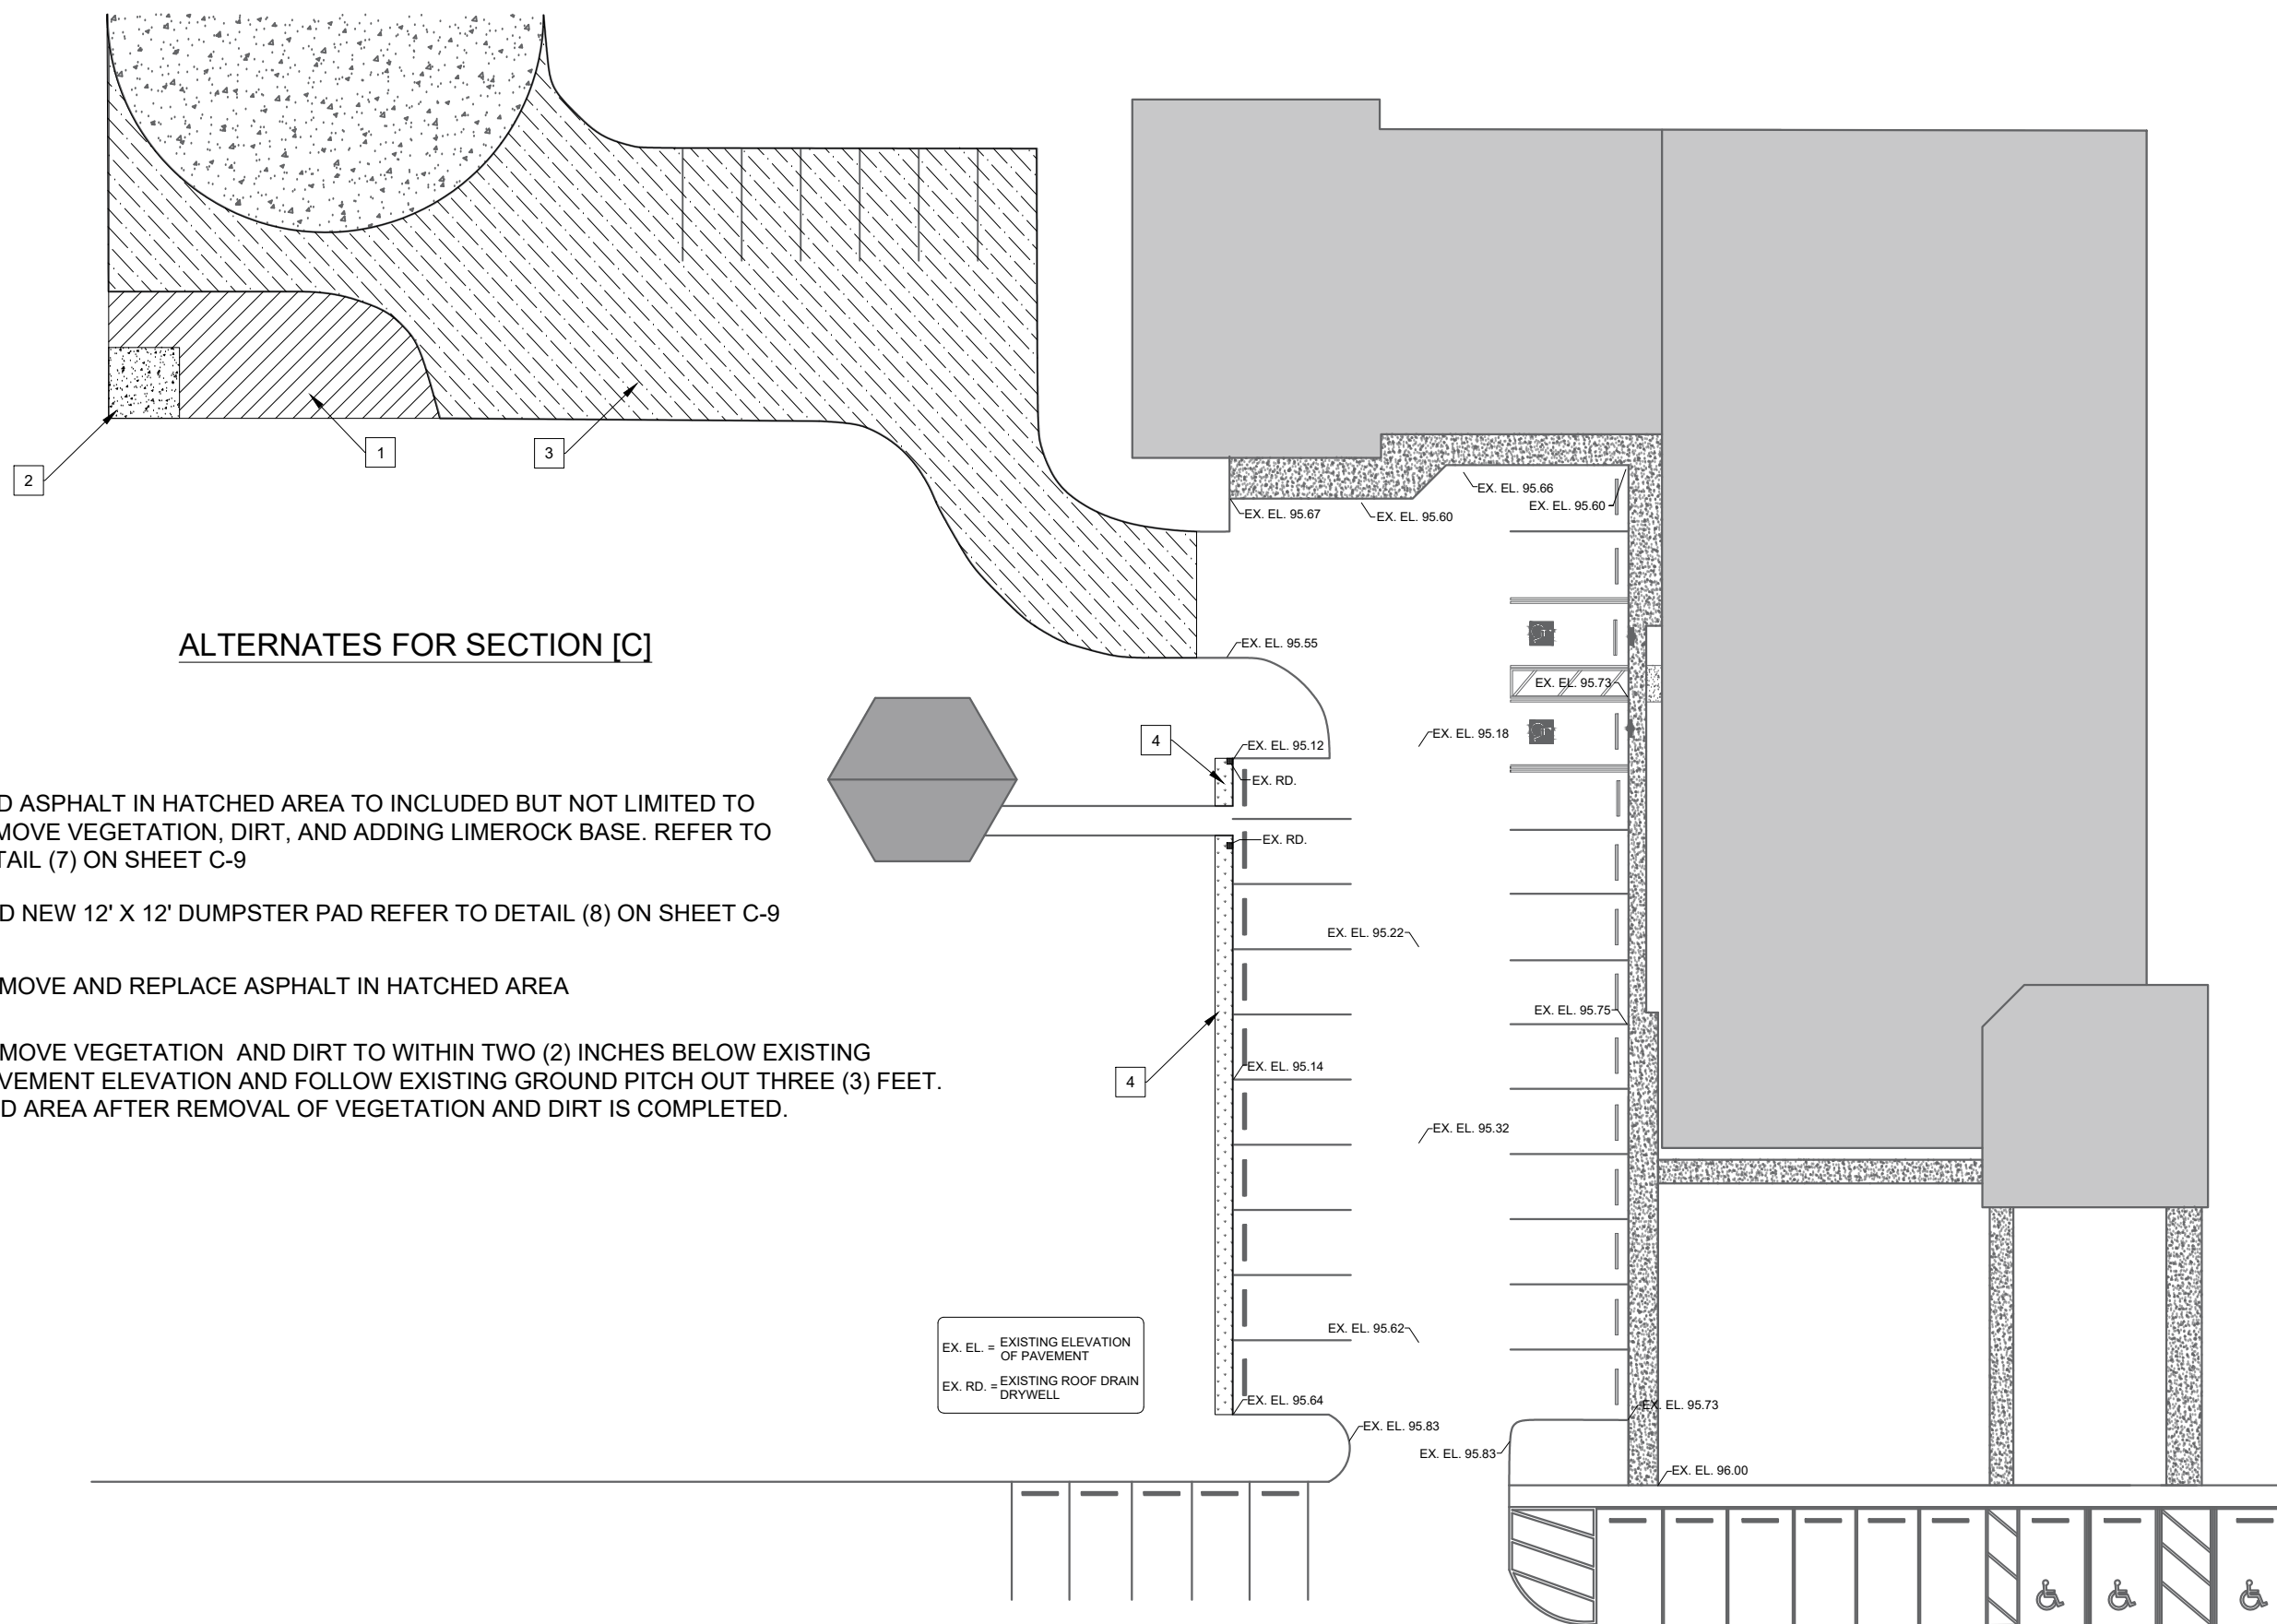 2
1
3
EX. EL. 95.66
EX. EL. 95.60
EX. EL. 95.67
EX. EL. 95.60
ALTERNATES FOR SECTION [C]
EX. EL. 95.55
EX. EL. 95.73
4
EX. EL. 95.18
EX. EL. 95.12
EX. RD.
D ASPHALT IN HATCHED AREA TO INCLUDED BUT NOT LIMITED TO
MOVE VEGETATION, DIRT, AND ADDING LIMEROCK BASE. REFER TO
TAIL (7) ON SHEET C-9
EX. RD.
D NEW 12' X 12' DUMPSTER PAD REFER TO DETAIL (8) ON SHEET C-9
EX. EL. 95.22
MOVE AND REPLACE ASPHALT IN HATCHED AREA
EX. EL. 95.75
MOVE VEGETATION AND DIRT TO WITHIN TWO (2) INCHES BELOW EXISTING
VEMENT ELEVATION AND FOLLOW EXISTING GROUND PITCH OUT THREE (3) FEET.
D AREA AFTER REMOVAL OF VEGETATION AND DIRT IS COMPLETED.
EX. EL. 95.14
4
EX. EL. 95.32
EX. EL. 95.62
EX. EL. = EXISTING ELEVATION
OF PAVEMENT
EX. RD. = EXISTING ROOF DRAIN
DRYWELL
EX. EL. 95.64
EX. EL. 95.73
EX. EL. 95.83
EX. EL. 95.83
EX. EL. 96.00